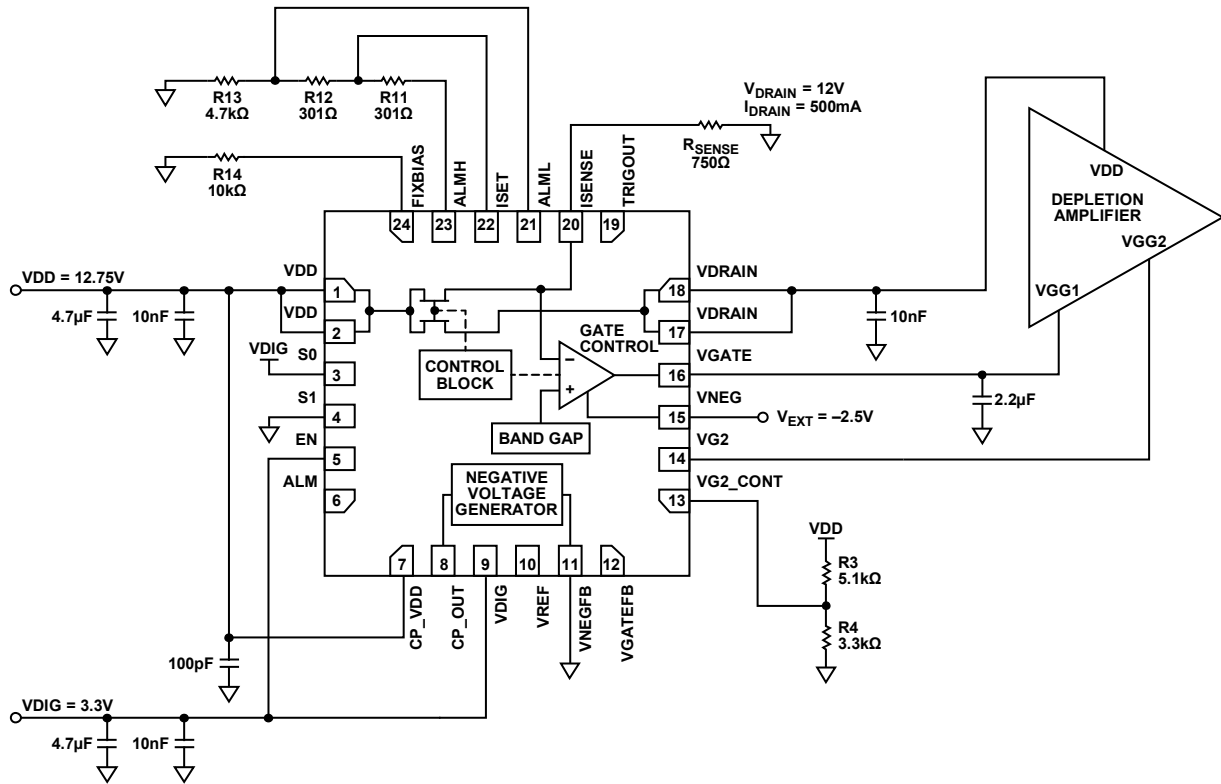 R13
4.7kΩ
R12
301Ω
R11
301Ω
VDRAIN = 12V
IDRAIN = 500mA
RSENSE
750Ω
R14
10kΩ
FIXBIAS
ALMH
ISET
ALML
ISENSE
TRIGOUT
24
23
22
21
20
19
VDD
DEPLETION
AMPLIFIER
VGG2
VGG1
VDD = 12.75V
4.7µF
10nF
VDD
1
VDD
2
VDIG
S0
3
S1
4
EN
5
ALM
6
CONTROL
BLOCK
GATE
CONTROL
–
+
BAND GAP
NEGATIVE
VOLTAGE
GENERATOR
VDRAIN
18
VDRAIN
17
10nF
VGATE
16
2.2µF
VNEG
15
VEXT = –2.5V
VG2
14
VG2_CONT
13
VDD
R3
5.1kΩ
R4
3.3kΩ
7
8
9
10
11
12
CP_VDD
CP_OUT
VDIG
VREF
VNEGFB
VGATEFB
100pF
VDIG = 3.3V
4.7µF
10nF